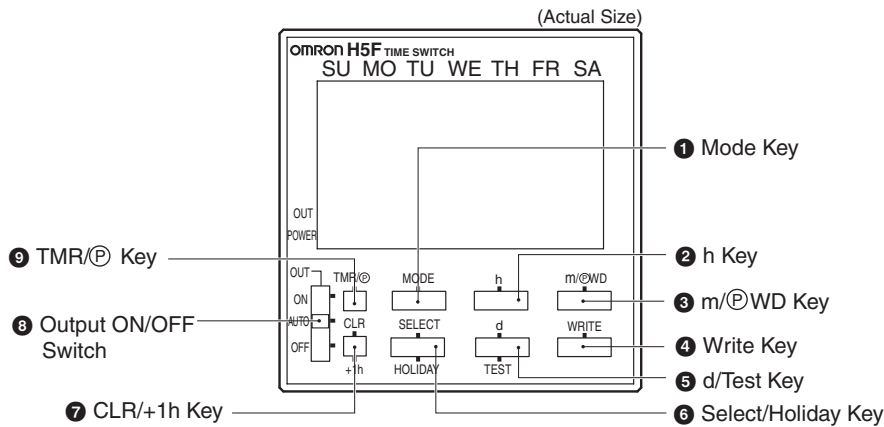 (Actual Size)
OMRON H5F TIME SWITCH
SU MO TU WE TH FR SA
OUT
POWER
OUT
ON
AUTO
OFF
TMR/Ⓟ
MODE
h
m/ⓅWD
CLR
SELECT
d
WRITE
+1h
HOLIDAY
TEST
❶ Mode Key
❷ h Key
❸ m/ⓅWD Key
❹ Write Key
❺ d/Test Key
❻ Select/Holiday Key
❼ CLR/+1h Key
❽ Output ON/OFF
Switch
❾ TMR/Ⓟ Key